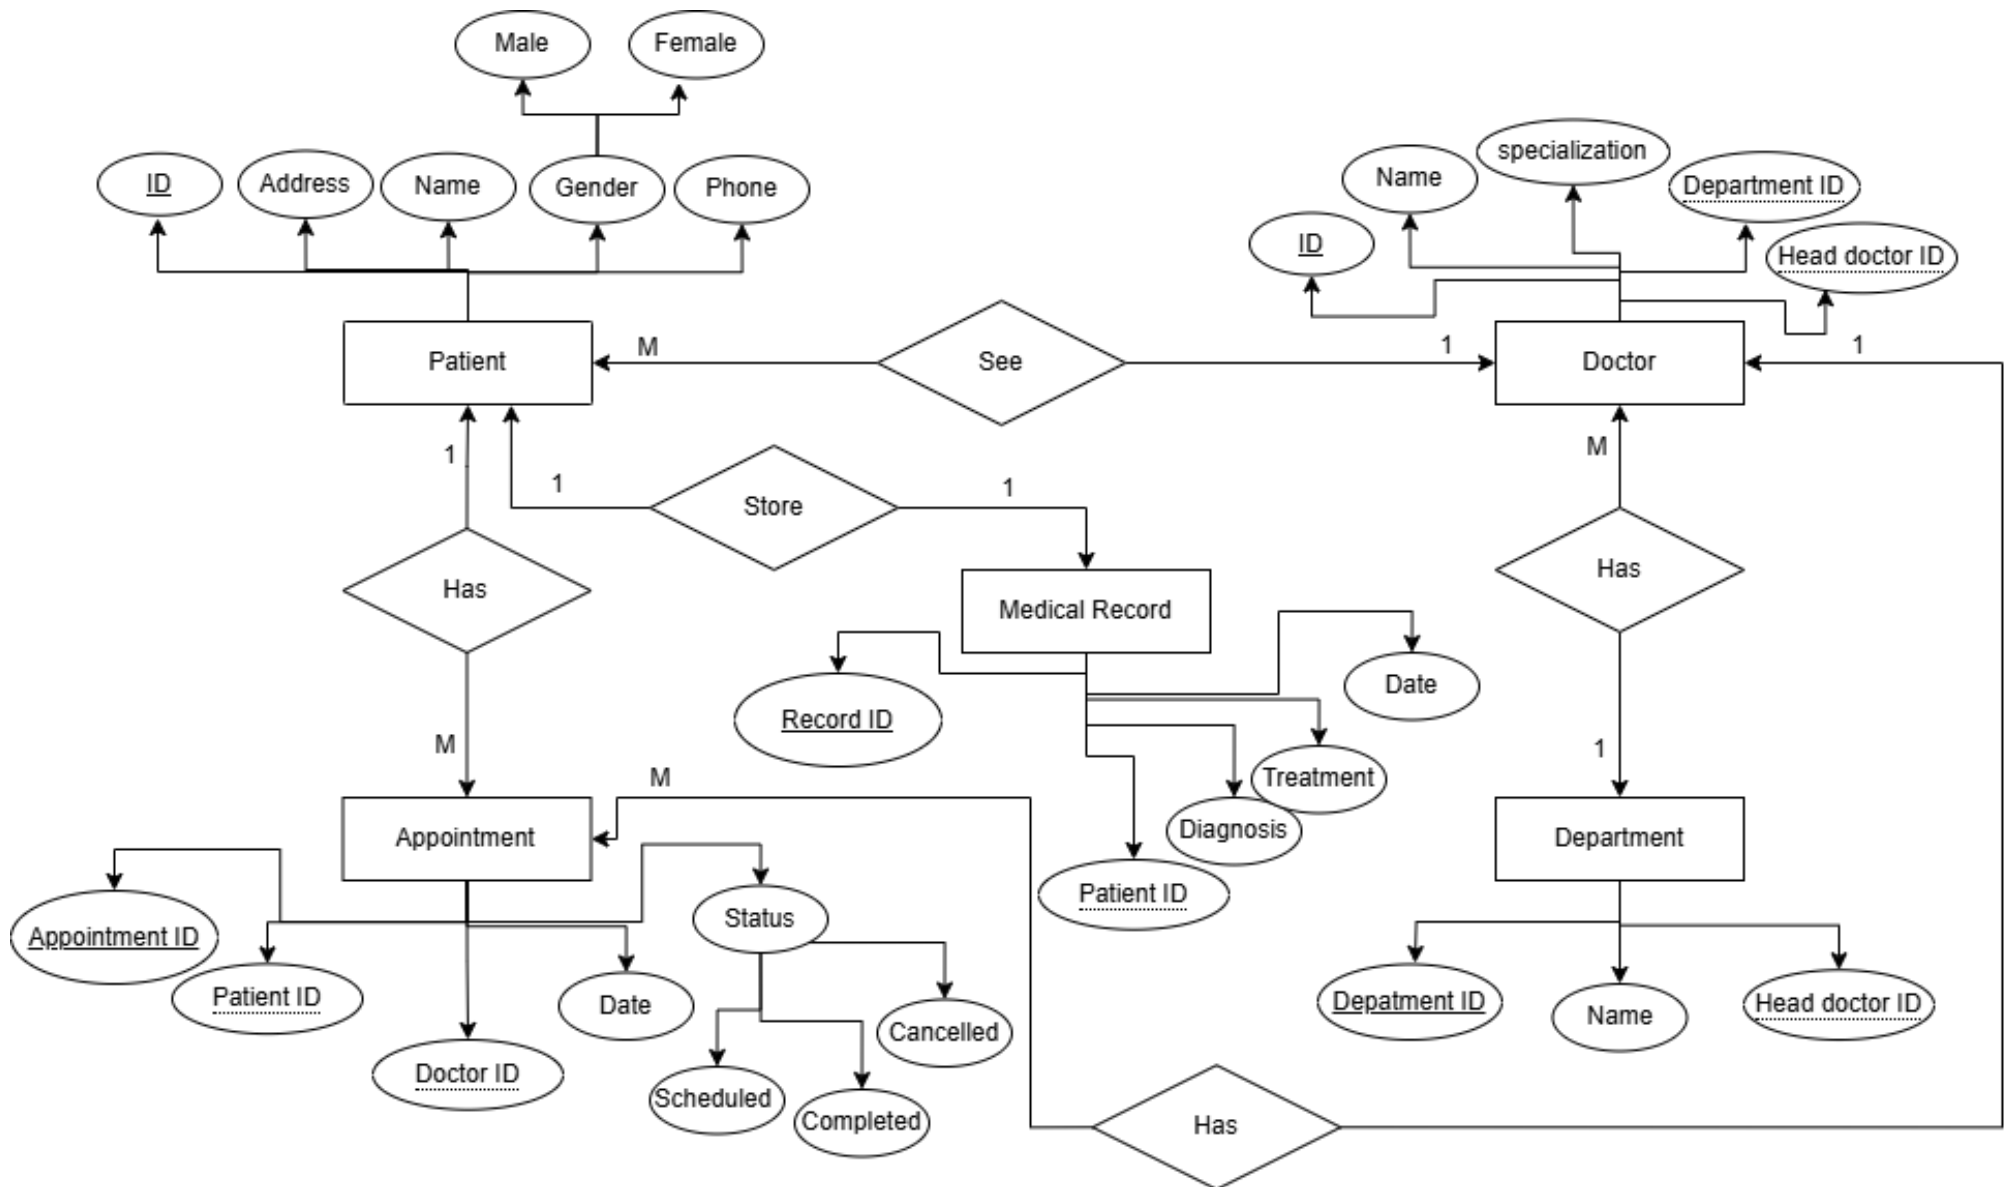 Male
Female
ID
Address
Name
Gender
Phone
Name
specialization
Department ID
ID
Head doctor ID
Patient
M
See
1
Doctor
1
1
1
Store
1
M
Has
Medical Record
Has
Record ID
Date
M
M
1
Treatment
Appointment
Diagnosis
Department
Appointment ID
Patient ID
Status
Patient ID
Date
Cancelled
Depatment ID
Name
Head doctor ID
Doctor ID
Scheduled
Completed
Has